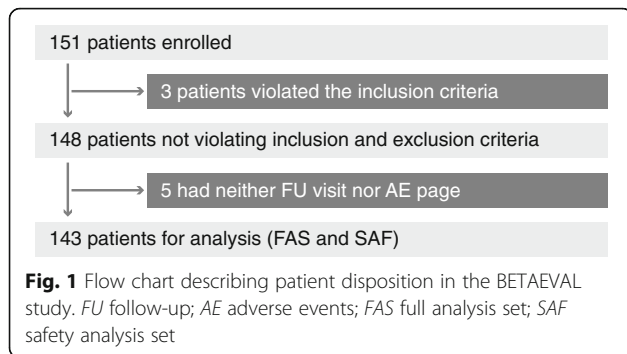 151 patients enrolled
3 patients violated the inclusion criteria
148 patients not violating inclusion and exclusion criteria
5 had neither FU visit nor AE page
143 patients for analysis (FAS and SAF)
Fig. 1 Flow chart describing patient disposition in the BETAEVAL
study. FU follow-up; AE adverse events; FAS full analysis set; SAF
safety analysis set